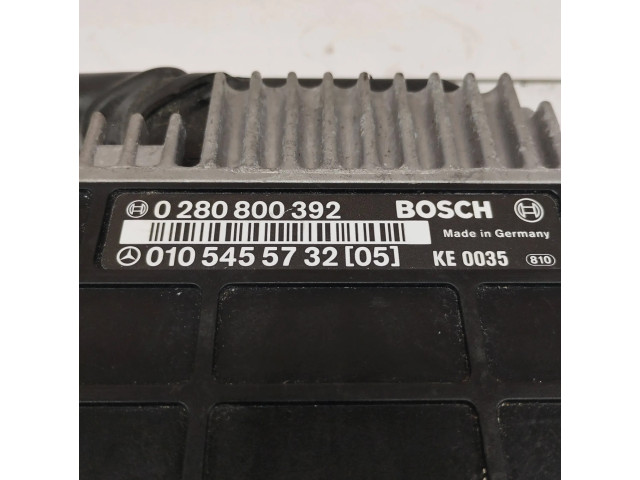 0 280 800 392 BOSCH
Made in Germany
010 545 57 32 [05] KE 0035 810